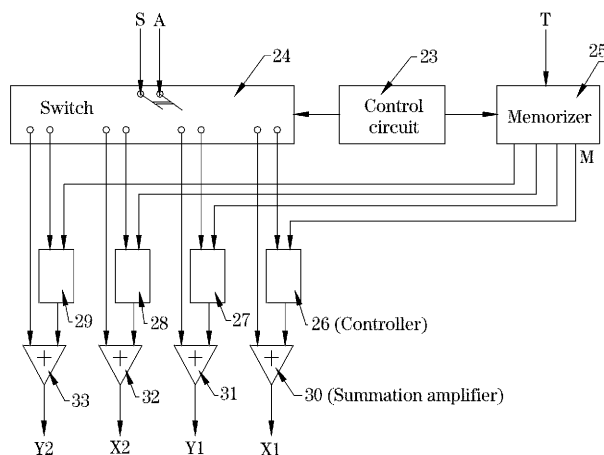 S A T
24 23 25
Switch
Control circuit
Memorizer
M
29 28 27 26 (Controller)
33 32 31 30 (Summation amplifier)
Y2 X2 Y1 X1